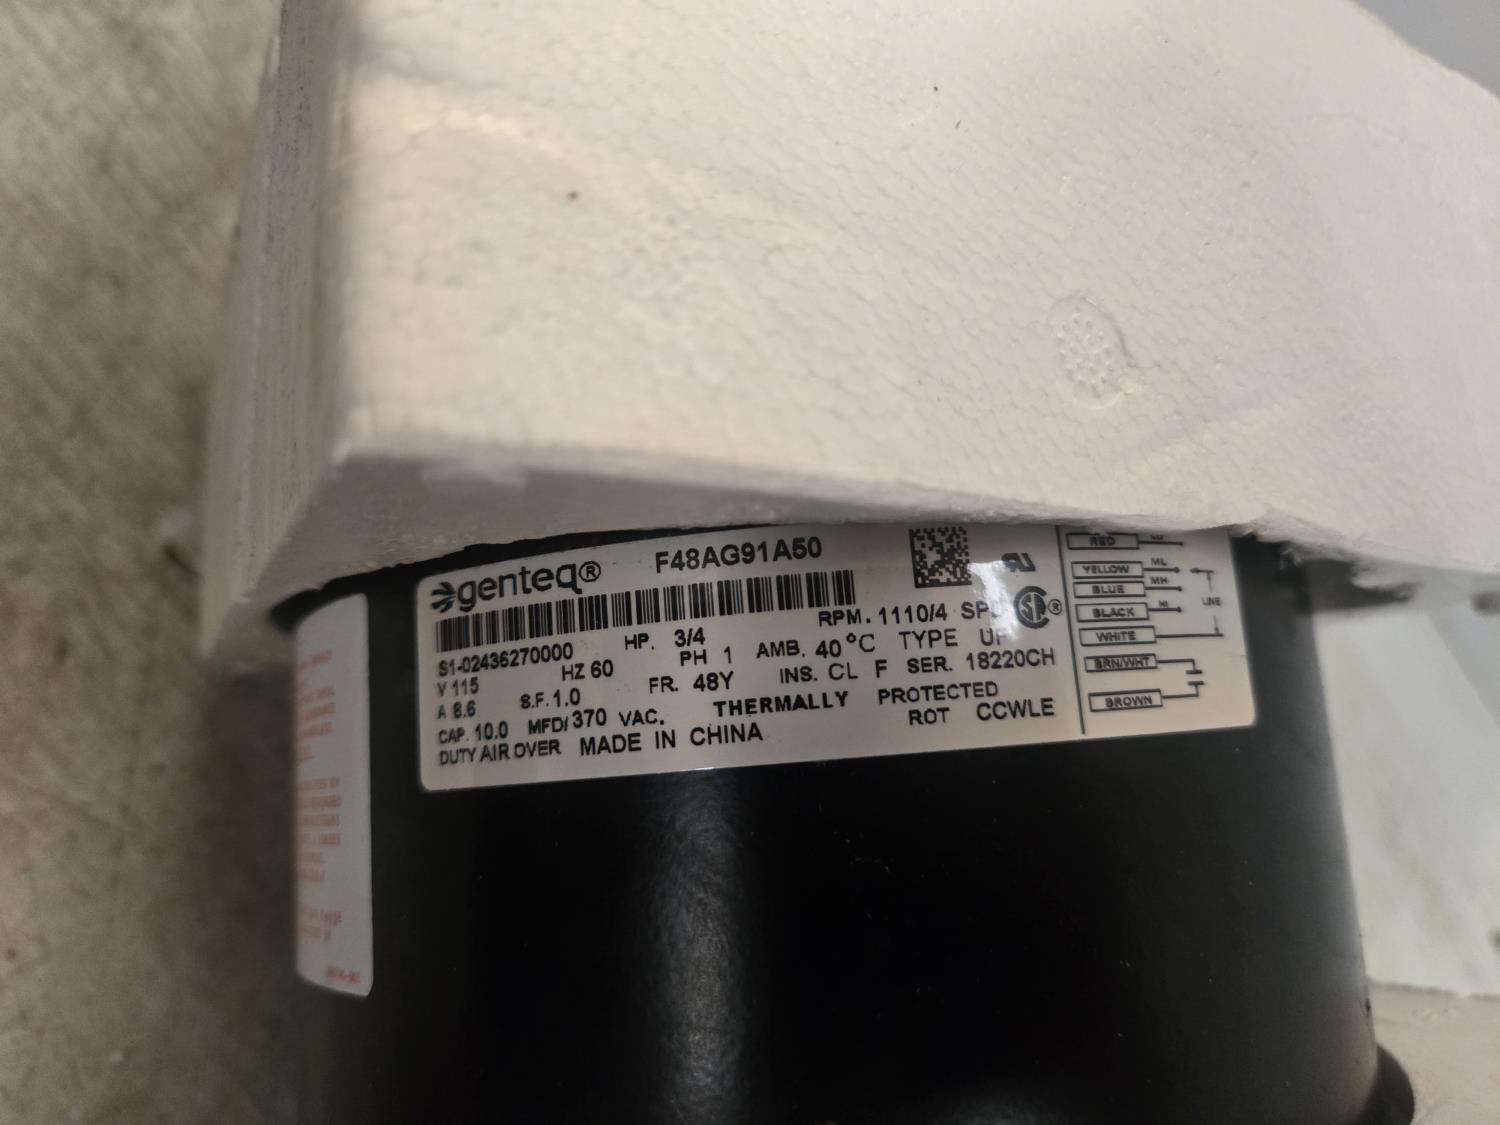 genteq® F48AG91A50
S1-02436270000 HP. 3/4 RPM. 1110/4
V 115 HZ 60 PH 1 AMB. 40°C TYPE
A 8.6 S.F. 1.0 FR. 48Y INS. CL F SER. 18220CH
CAP. 10.0 MFD/ 370 VAC. THERMALLY PROTECTED
DUTY AIR OVER MADE IN CHINA ROT CCWLE
RED
YELLOW ML
BLUE MH
BLACK HI
LINE
WHITE
BRN/WHT
BROWN